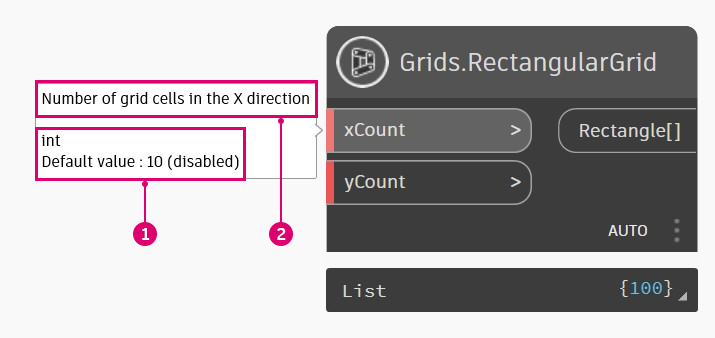 Grids.RectangularGrid
Number of grid cells in the X direction
int
Default value : 10 (disabled)
xCount >
Rectangle[]
yCount >
1
2
AUTO
List
{100}